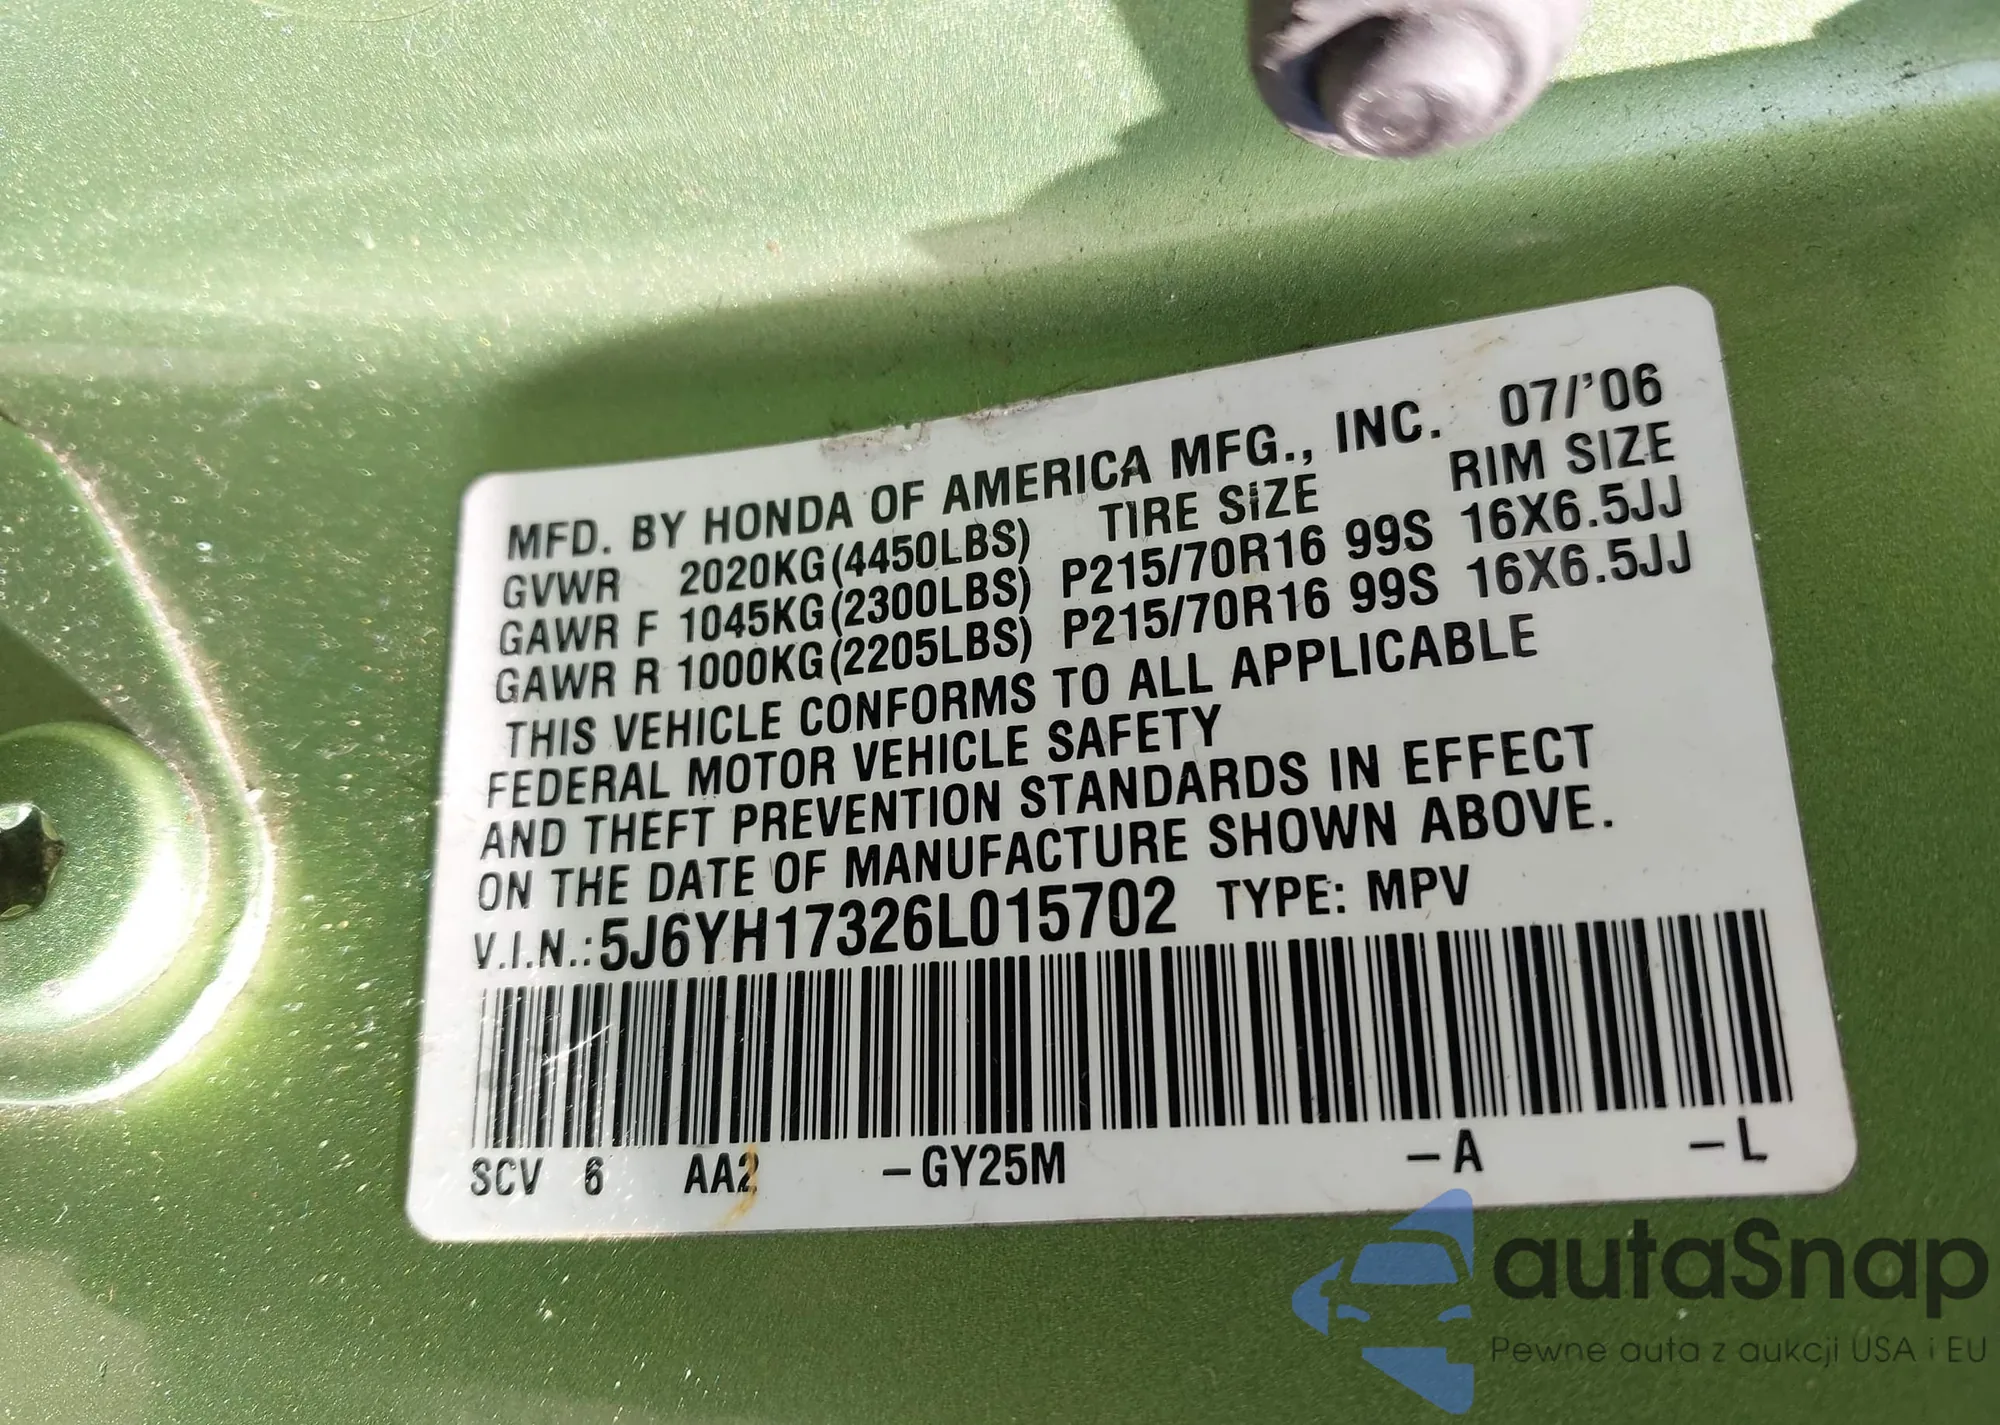 MFD. BY HONDA OF AMERICA MFG., INC. 07/'06
GVWR 2020KG(4450LBS) TIRE SIZE RIM SIZE
GAWR F 1045KG(2300LBS) P215/70R16 99S 16X6.5JJ
GAWR R 1000KG(2205LBS) P215/70R16 99S 16X6.5JJ
THIS VEHICLE CONFORMS TO ALL APPLICABLE
FEDERAL MOTOR VEHICLE SAFETY
AND THEFT PREVENTION STANDARDS IN EFFECT
ON THE DATE OF MANUFACTURE SHOWN ABOVE.
V.I.N.: 5J6YH17326L015702 TYPE: MPV
SCV 6 AA2 -GY25M -A -L
autaSnap
Pewne auta z aukcji USA i EU